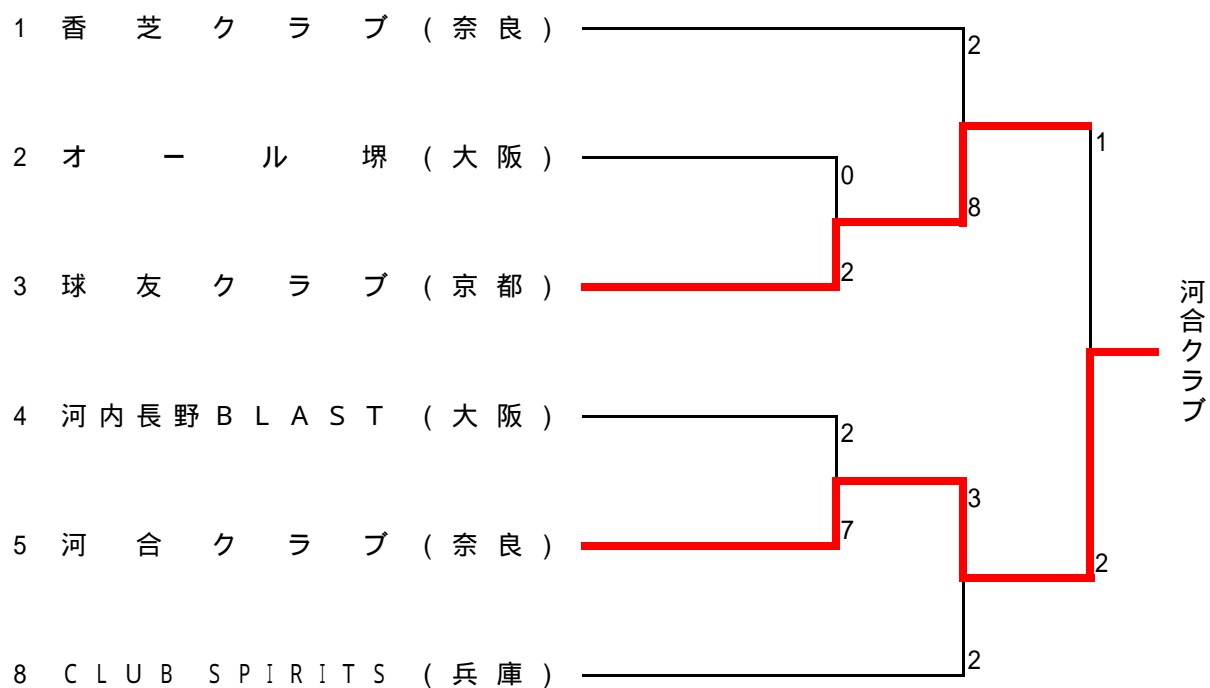 1 香芝クラブ(奈良)
2
2 オール堺(大阪)
1
0
8
3 球友クラブ(京都)
2
河合クラブ
4 河内長野BLAST(大阪)
2
3
5 河合クラブ(奈良)
7
2
8 CLUB SPIRITS(兵庫)
2